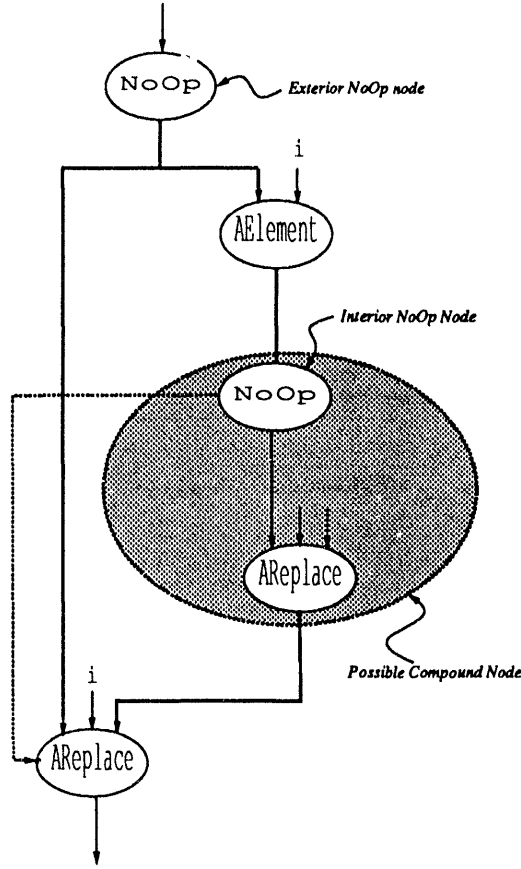 NoOp
Exterior NoOp node
i
AElement
Interior NoOp Node
NoOp
AReplace
Possible Compound Node
i
AReplace